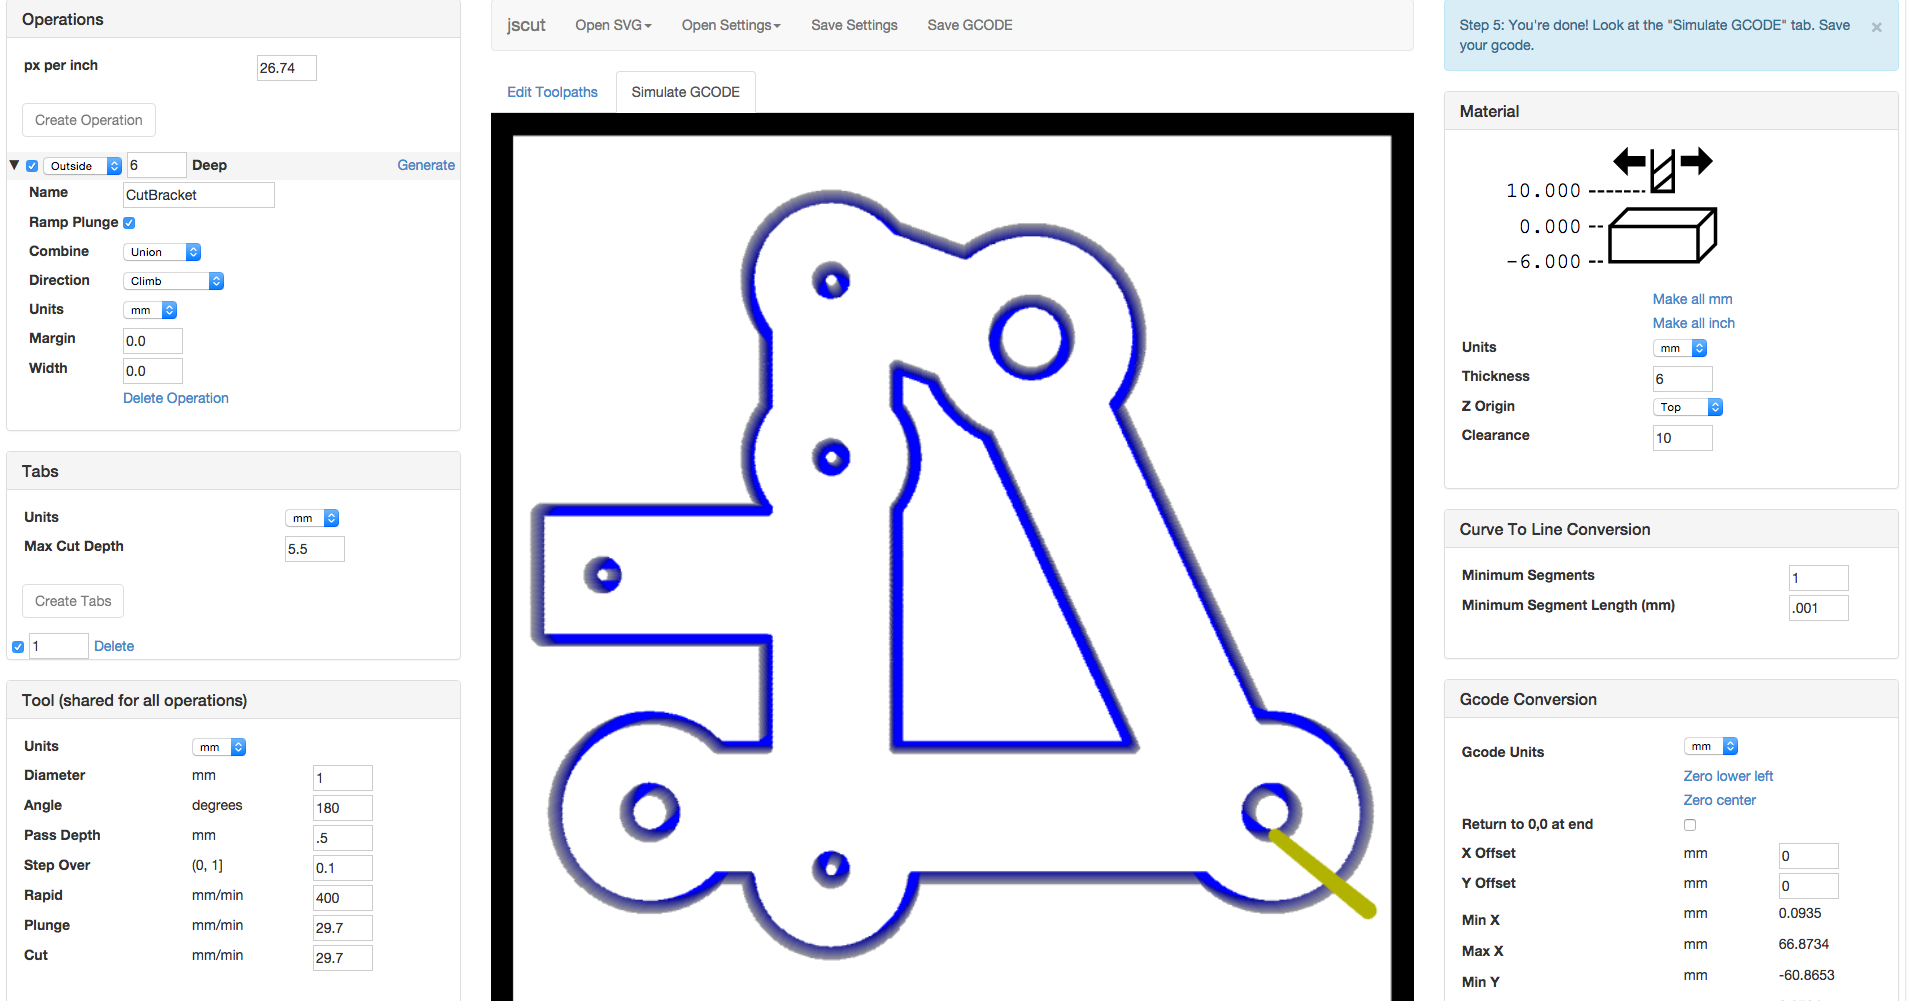 Operations
px per inch 26.74
Create Operation
▼ Outside 6 Deep Generate
Name CutBracket
Ramp Plunge
Combine Union
Direction Climb
Units mm
Margin 0.0
Width 0.0
Delete Operation
Tabs
Units mm
Max Cut Depth 5.5
Create Tabs
1 Delete
Tool (shared for all operations)
Units mm
Diameter mm 1
Angle degrees 180
Pass Depth mm .5
Step Over (0, 1] 0.1
Rapid mm/min 400
Plunge mm/min 29.7
Cut mm/min 29.7
jscut Open SVG Open Settings Save Settings Save GCODE
Edit Toolpaths Simulate GCODE
Step 5: You're done! Look at the "Simulate GCODE" tab. Save ×
your gcode.
Material
10.000
0.000
-6.000
Make all mm
Make all inch
Units mm
Thickness 6
Z Origin Top
Clearance 10
Curve To Line Conversion
Minimum Segments 1
Minimum Segment Length (mm) .001
Gcode Conversion
Gcode Units mm
Zero lower left
Zero center
Return to 0,0 at end
X Offset mm 0
Y Offset mm 0
Min X mm 0.0935
Max X mm 66.8734
Min Y mm -60.8653